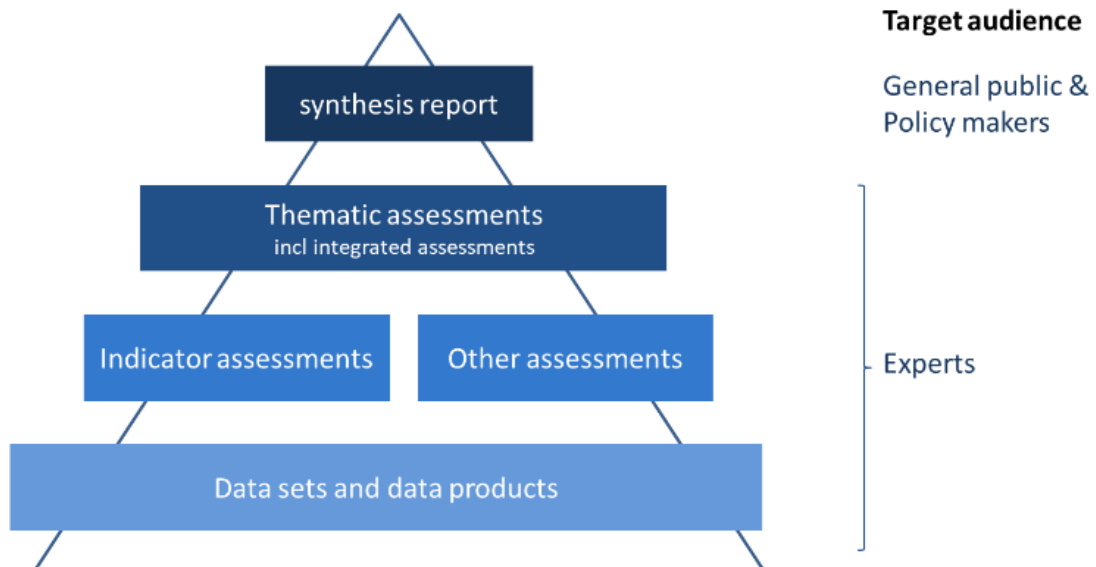 Target audience
General public &
Policy makers
synthesis report
Thematic assessments
incl integrated assessments
Indicator assessments
Other assessments
Experts
Data sets and data products